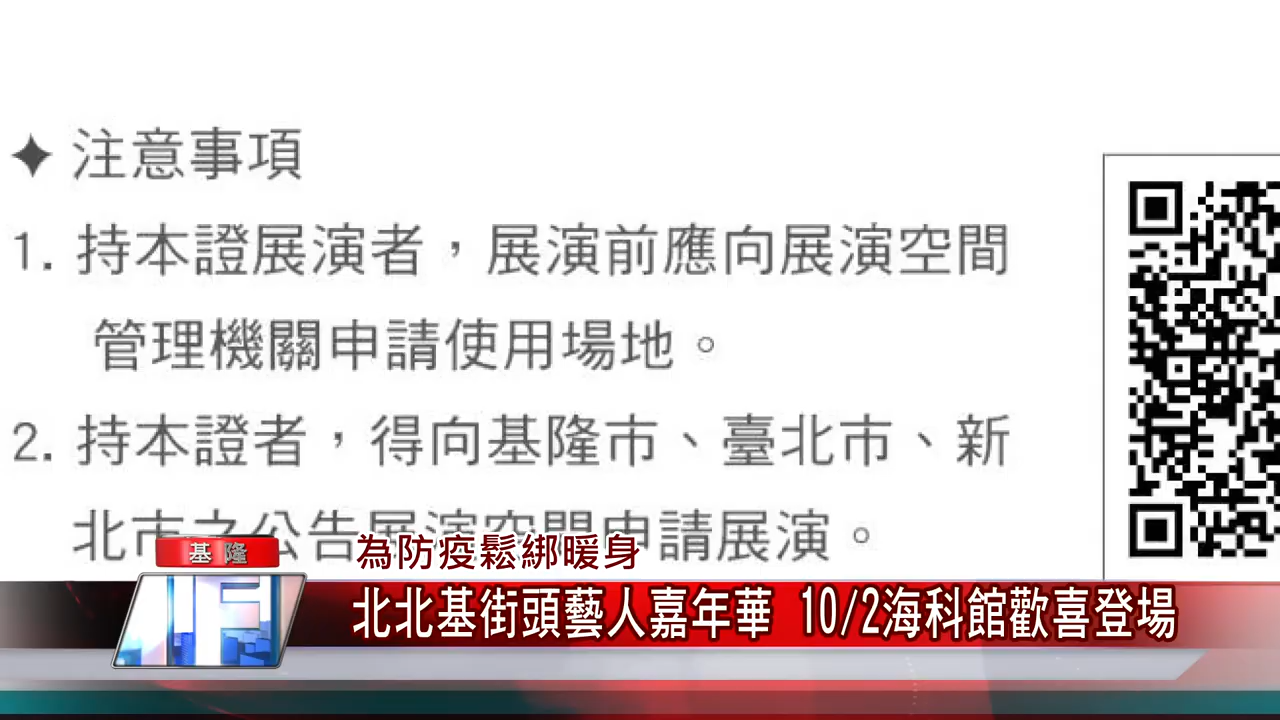 ✦ 注意事項
1. 持本證展演者，展演前應向展演空間
管理機關申請使用場地。
2. 持本證者，得向基隆市、臺北市、新
北市之公告展演空間申請展演。
基隆
為防疫鬆綁暖身
北北基街頭藝人嘉年華 10/2海科館歡喜登場